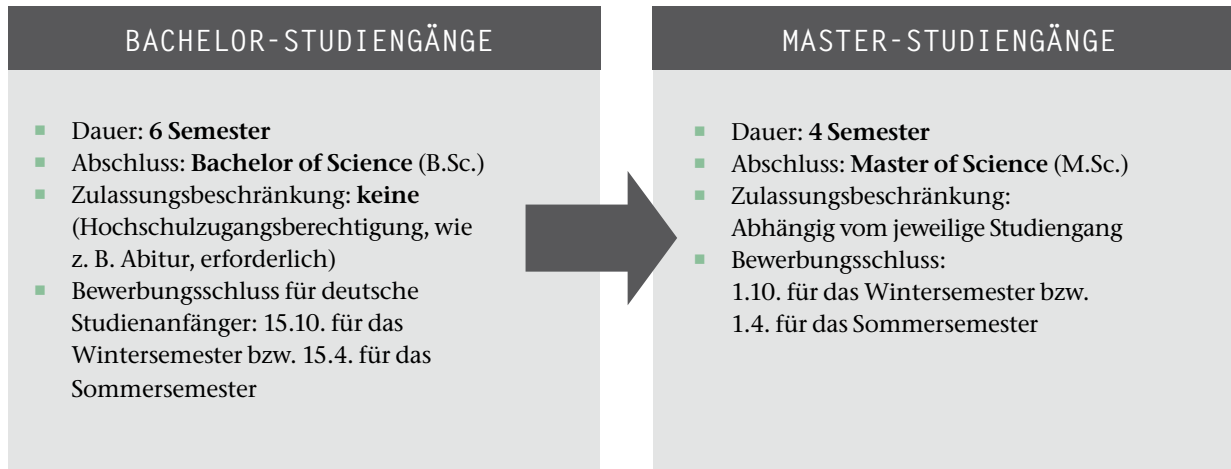 BACHELOR-STUDIENGÄNGE
Dauer: 6 Semester
Abschluss: Bachelor of Science (B.Sc.)
Zulassungsbeschränkung: keine
(Hochschulzugangsberechtigung, wie
z. B. Abitur, erforderlich)
Bewerbungsschluss für deutsche
Studienanfänger: 15.10. für das
Wintersemester bzw. 15.4. für das
Sommersemester
MASTER-STUDIENGÄNGE
Dauer: 4 Semester
Abschluss: Master of Science (M.Sc.)
Zulassungsbeschränkung:
Abhängig vom jeweilige Studiengang
Bewerbungsschluss:
1.10. für das Wintersemester bzw.
1.4. für das Sommersemester